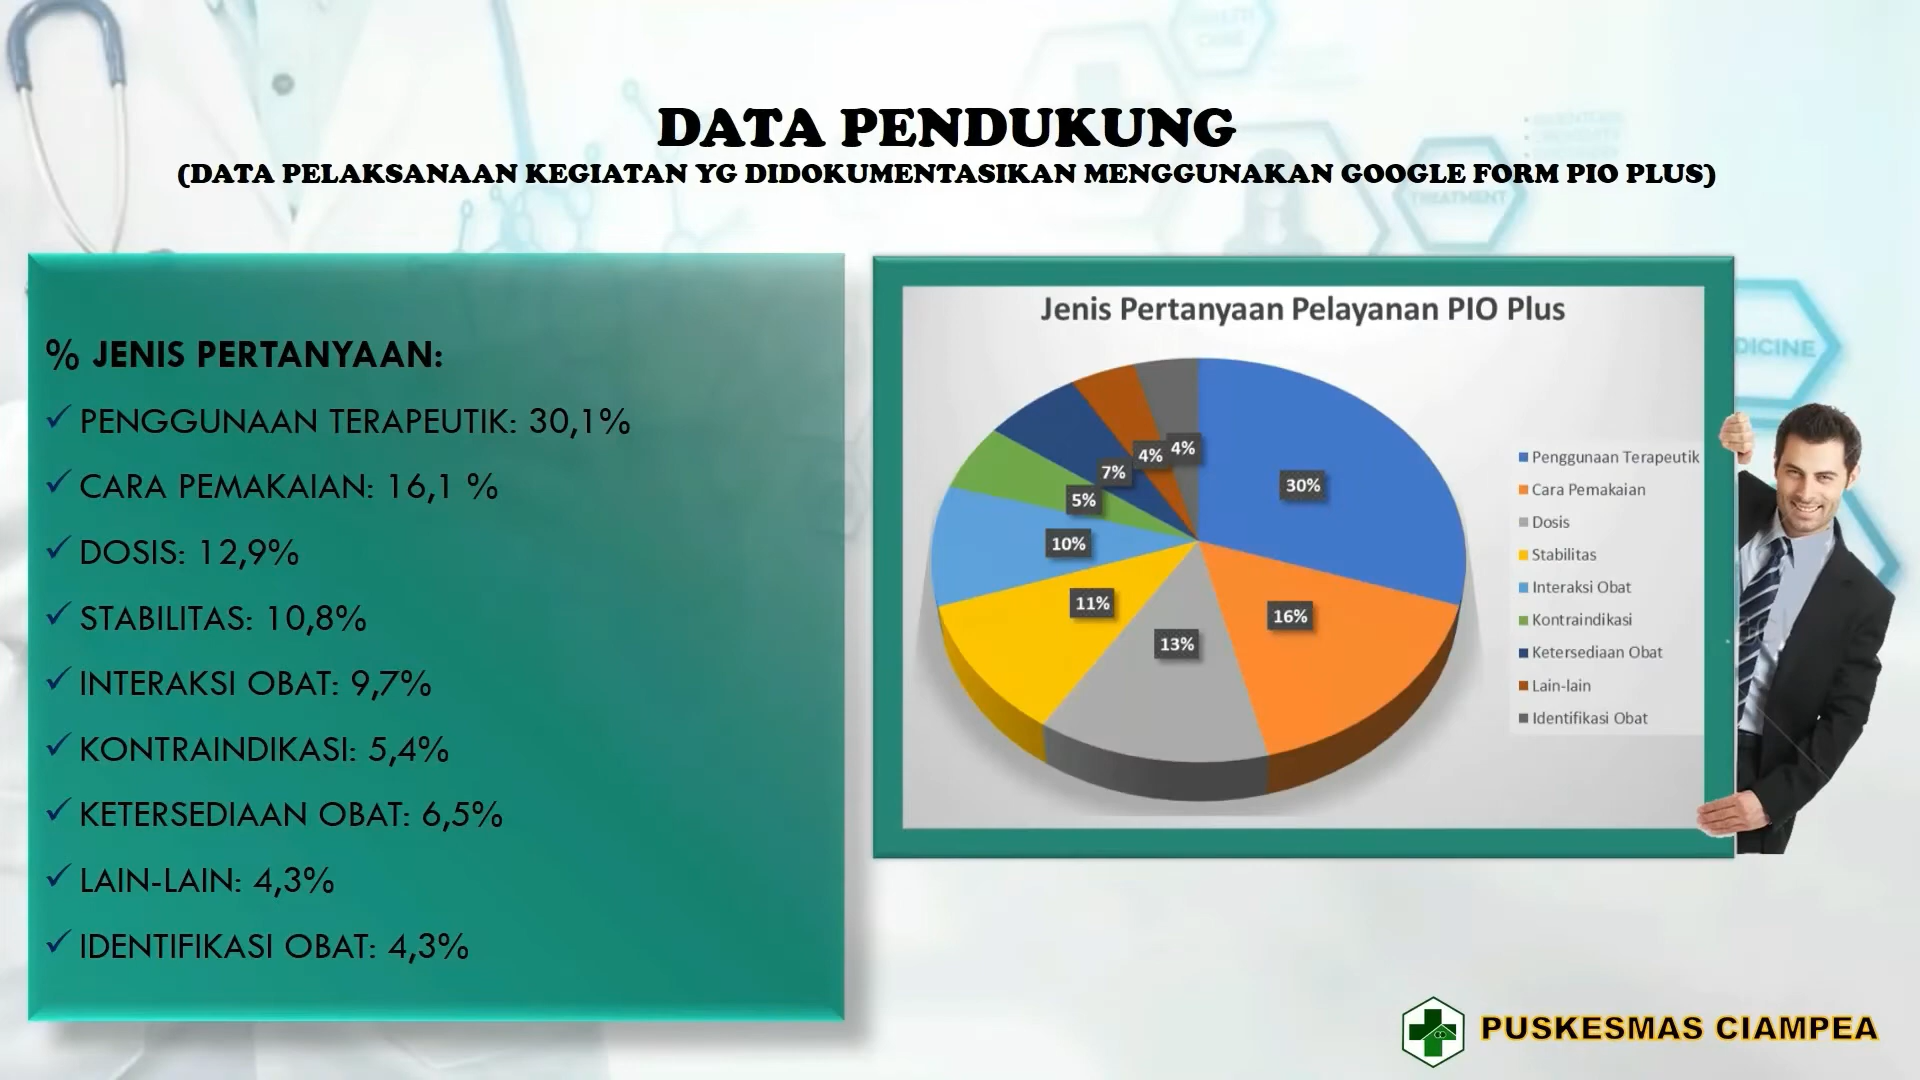 DATA PENDUKUNG
(DATA PELAKSANAAN KEGIATAN YG DIDOKUMENTASIKAN MENGGUNAKAN GOOGLE FORM PIO PLUS)
TREATMENT
% JENIS PERTANYAAN:
PENGGUNAAN TERAPEUTIK: 30,1%
CARA PEMAKAIAN: 16,1 %
DOSIS: 12,9%
STABILITAS: 10,8%
INTERAKSI OBAT: 9,7%
KONTRAINDIKASI: 5,4%
KETERSEDIAAN OBAT: 6,5%
LAIN-LAIN: 4,3%
IDENTIFIKASI OBAT: 4,3%
Jenis Pertanyaan Pelayanan PIO Plus
30%
16%
13%
11%
10%
5%
7%
4%
4%
Penggunaan Terapeutik
Cara Pemakaian
Dosis
Stabilitas
Interaksi Obat
Kontraindikasi
Ketersediaan Obat
Lain-lain
Identifikasi Obat
DICINE
PUSKESMAS CIAMPEA